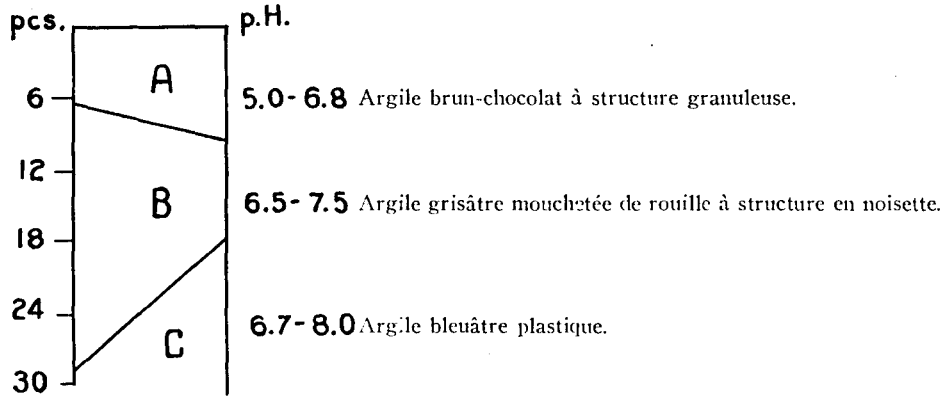 pcs. p.H.
A
6 5.0-6.8 Argile brun-chocolat à structure granuleuse.
12
B 6.5-7.5 Argile grisâtre mouchetée de rouille à structure en noisette.
18
24
C 6.7-8.0 Argile bleuâtre plastique.
30